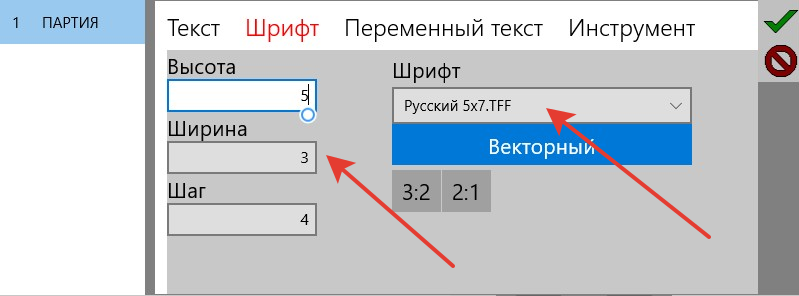 1 ПАРТИЯ
Текст Шрифт Переменный текст Инструмент
Высота
5
Ширина
3
Шаг
4
Шрифт
Русский 5x7.TFF
Векторный
3:2 2:1